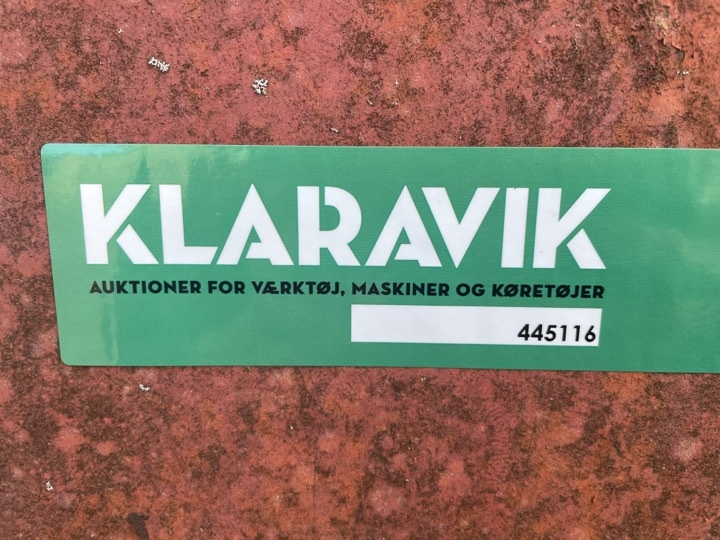 KLARAVIK
AUKTIONER FOR VÆRKTØJ, MASKINER OG KØRETØJER
445116